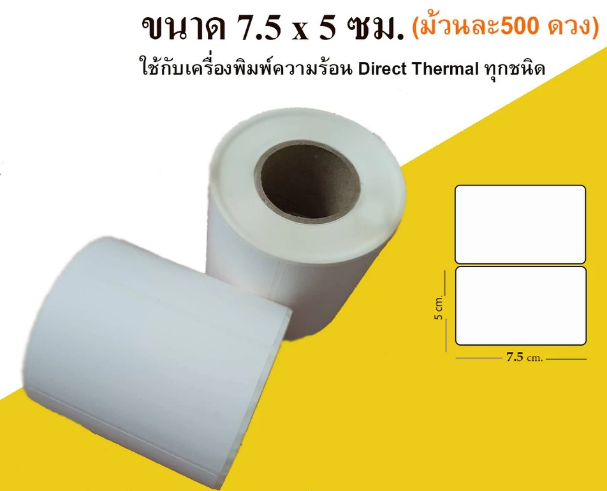 ขนาด 7.5 x 5 ซม. (ม้วนละ500 ดวง)
ใช้กับเครื่องพิมพ์ความร้อน Direct Thermal ทุกชนิด
5 cm.
7.5 cm.